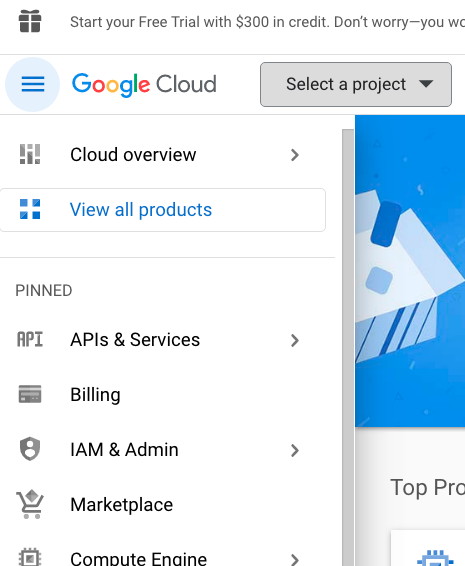 Start your Free Trial with $300 in credit. Don’t worry—you wo
Google Cloud
Select a project
Cloud overview
View all products
PINNED
API APIs & Services
Billing
IAM & Admin
Marketplace
Top Pro
Compute Engine